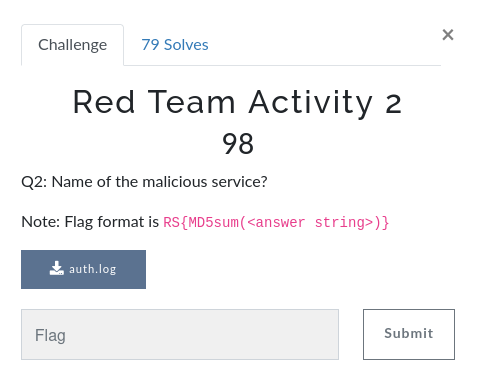 Challenge
79 Solves
×
Red Team Activity 2
98
Q2: Name of the malicious service?
Note: Flag format is RS{MD5sum(<answer string>)}
auth.log
Flag
Submit